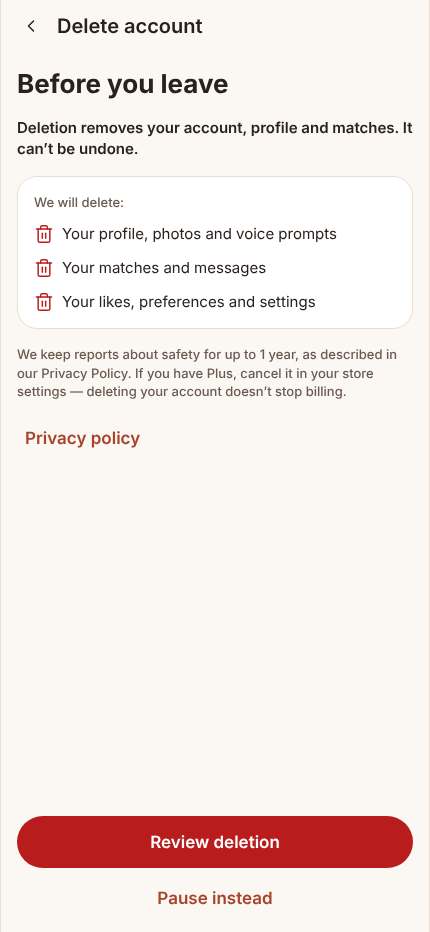 Delete account
Before you leave
Deletion removes your account, profile and matches. It
can’t be undone.
We will delete:
Your profile, photos and voice prompts
Your matches and messages
Your likes, preferences and settings
We keep reports about safety for up to 1 year, as described in
our Privacy Policy. If you have Plus, cancel it in your store
settings — deleting your account doesn’t stop billing.
Privacy policy
Review deletion
Pause instead